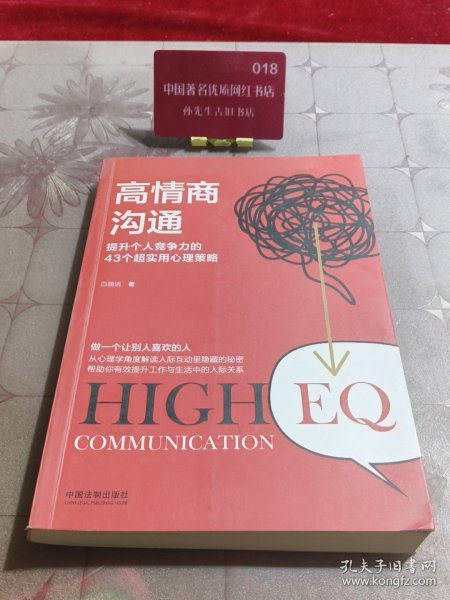 018
中国著名优质网红书店
孙先生古旧书店
高情商
沟通
提升个人竞争力的
43个超实用心理策略
白丽洁 著
做一个让别人喜欢的人
从心理学角度解读人际互动里隐藏的秘密
帮助你有效提升工作与生活中的人际关系
HIGH EQ
COMMUNICATION
中国法制出版社
CHINA LEGAL PUBLISHING HOUSE
孔夫子旧书网
www.kongfz.com